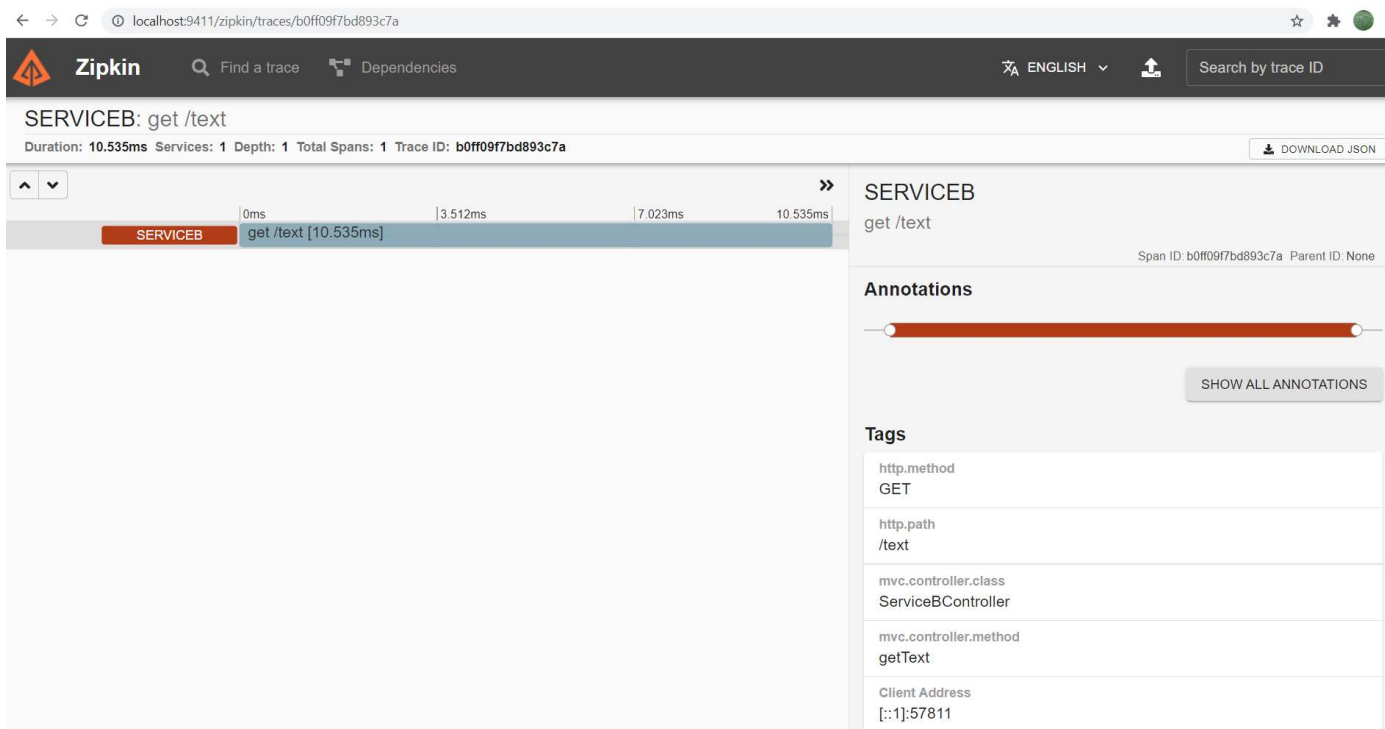 localhost:9411/zipkin/traces/b0ff09f7bd893c7a
Zipkin Find a trace Dependencies ENGLISH Search by trace ID
SERVICEB: get /text
Duration: 10.535ms Services: 1 Depth: 1 Total Spans: 1 Trace ID: b0ff09f7bd893c7a
DOWNLOAD JSON
0ms 3.512ms 7.023ms 10.535ms
SERVICEB get /text [10.535ms]
SERVICEB
get /text
Span ID: b0ff09f7bd893c7a Parent ID: None
Annotations
SHOW ALL ANNOTATIONS
Tags
http.method
GET
http.path
/text
mvc.controller.class
ServiceBController
mvc.controller.method
getText
Client Address
[::1]:57811